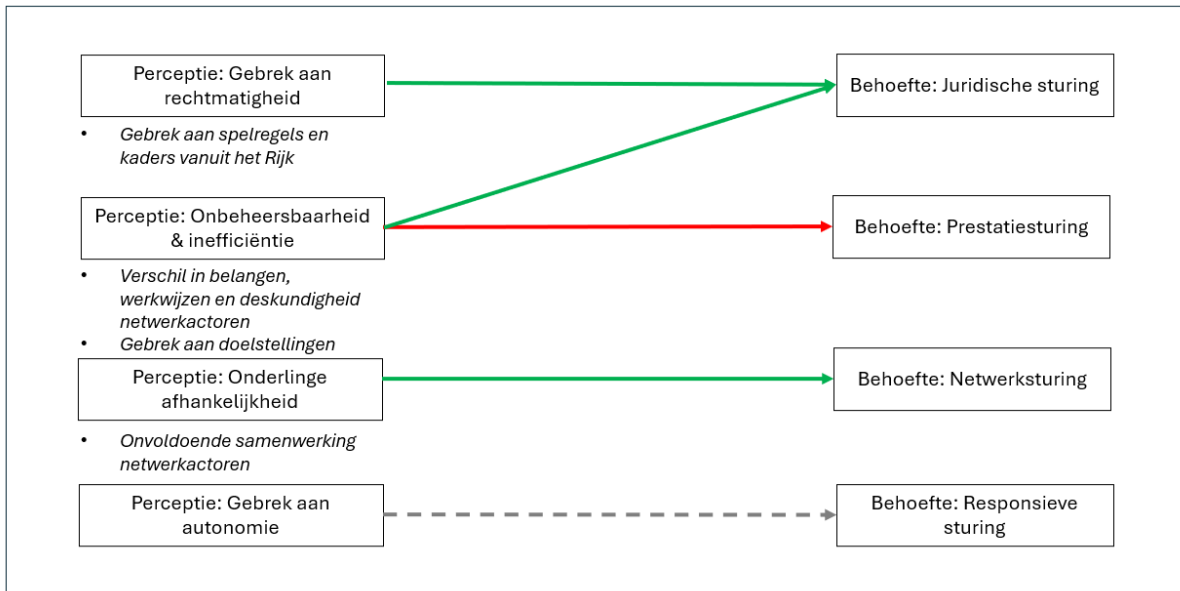 Perceptie: Gebrek aan
rechtmatigheid
Behoefte: Juridische sturing
• Gebrek aan spelregels en
kaders vanuit het Rijk
Perceptie: Onbeheersbaarheid
& inefficiëntie
Behoefte: Prestatiesturing
• Verschil in belangen,
werkwijzen en deskundigheid
netwerkactoren
• Gebrek aan doelstellingen
Perceptie: Onderlinge
afhankelijkheid
Behoefte: Netwerksturing
• Onvoldoende samenwerking
netwerkactoren
Perceptie: Gebrek aan
autonomie
Behoefte: Responsieve
sturing